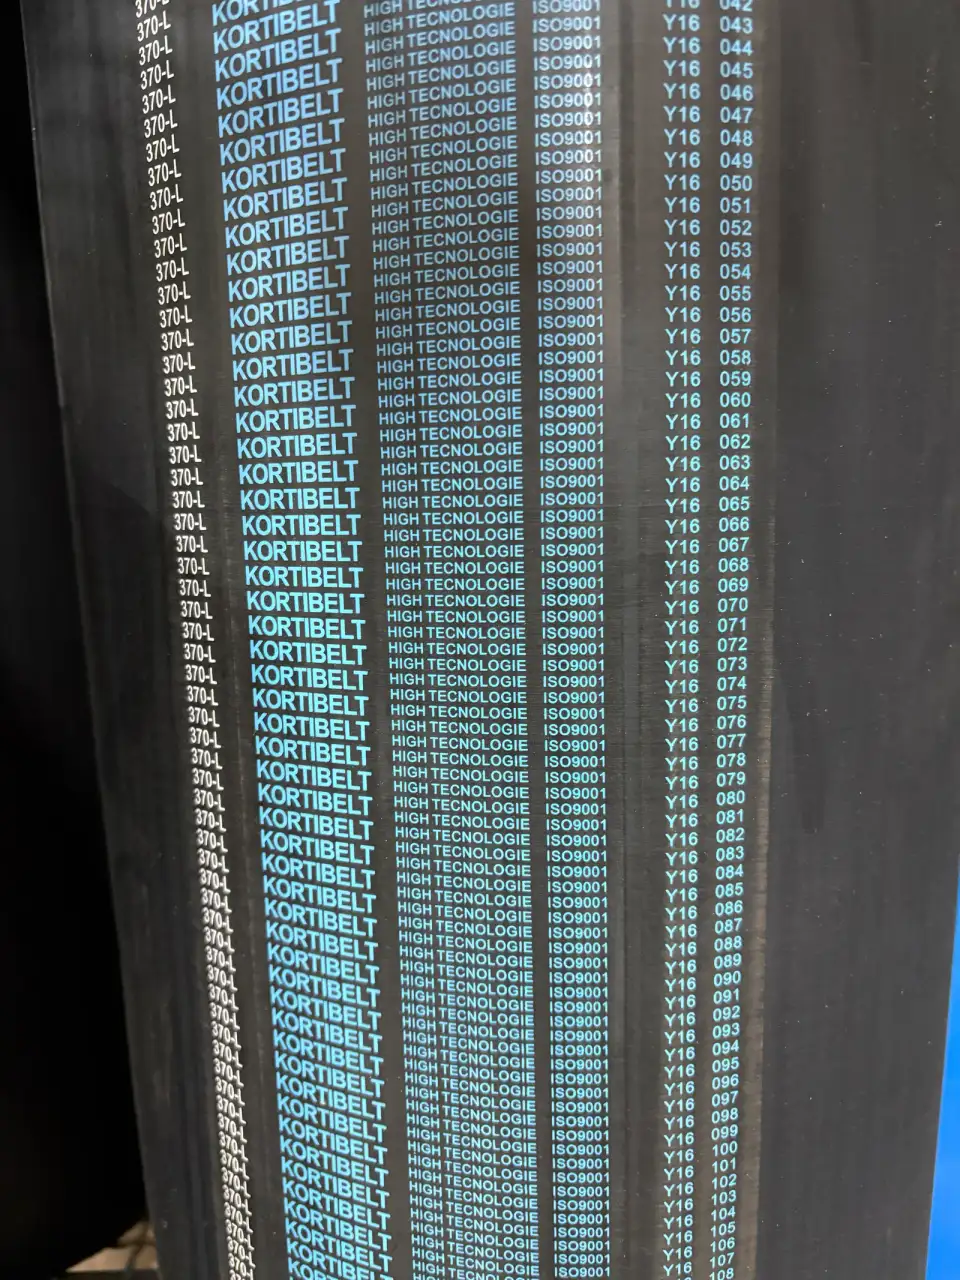 370-L KORTIBELT HIGH TECNOLOGIE ISO9001 Y16 042
370-L KORTIBELT HIGH TECNOLOGIE ISO9001 Y16 043
370-L KORTIBELT HIGH TECNOLOGIE ISO9001 Y16 044
370-L KORTIBELT HIGH TECNOLOGIE ISO9001 Y16 045
370-L KORTIBELT HIGH TECNOLOGIE ISO9001 Y16 046
370-L KORTIBELT HIGH TECNOLOGIE ISO9001 Y16 047
370-L KORTIBELT HIGH TECNOLOGIE ISO9001 Y16 048
370-L KORTIBELT HIGH TECNOLOGIE ISO9001 Y16 049
370-L KORTIBELT HIGH TECNOLOGIE ISO9001 Y16 050
370-L KORTIBELT HIGH TECNOLOGIE ISO9001 Y16 051
370-L KORTIBELT HIGH TECNOLOGIE ISO9001 Y16 052
370-L KORTIBELT HIGH TECNOLOGIE ISO9001 Y16 053
370-L KORTIBELT HIGH TECNOLOGIE ISO9001 Y16 054
370-L KORTIBELT HIGH TECNOLOGIE ISO9001 Y16 055
370-L KORTIBELT HIGH TECNOLOGIE ISO9001 Y16 056
370-L KORTIBELT HIGH TECNOLOGIE ISO9001 Y16 057
370-L KORTIBELT HIGH TECNOLOGIE ISO9001 Y16 058
370-L KORTIBELT HIGH TECNOLOGIE ISO9001 Y16 059
370-L KORTIBELT HIGH TECNOLOGIE ISO9001 Y16 060
370-L KORTIBELT HIGH TECNOLOGIE ISO9001 Y16 061
370-L KORTIBELT HIGH TECNOLOGIE ISO9001 Y16 062
370-L KORTIBELT HIGH TECNOLOGIE ISO9001 Y16 063
370-L KORTIBELT HIGH TECNOLOGIE ISO9001 Y16 064
370-L KORTIBELT HIGH TECNOLOGIE ISO9001 Y16 065
370-L KORTIBELT HIGH TECNOLOGIE ISO9001 Y16 066
370-L KORTIBELT HIGH TECNOLOGIE ISO9001 Y16 067
370-L KORTIBELT HIGH TECNOLOGIE ISO9001 Y16 068
370-L KORTIBELT HIGH TECNOLOGIE ISO9001 Y16 069
370-L KORTIBELT HIGH TECNOLOGIE ISO9001 Y16 070
370-L KORTIBELT HIGH TECNOLOGIE ISO9001 Y16 071
370-L KORTIBELT HIGH TECNOLOGIE ISO9001 Y16 072
370-L KORTIBELT HIGH TECNOLOGIE ISO9001 Y16 073
370-L KORTIBELT HIGH TECNOLOGIE ISO9001 Y16 074
370-L KORTIBELT HIGH TECNOLOGIE ISO9001 Y16 075
370-L KORTIBELT HIGH TECNOLOGIE ISO9001 Y16 076
370-L KORTIBELT HIGH TECNOLOGIE ISO9001 Y16 077
370-L KORTIBELT HIGH TECNOLOGIE ISO9001 Y16 078
370-L KORTIBELT HIGH TECNOLOGIE ISO9001 Y16 079
370-L KORTIBELT HIGH TECNOLOGIE ISO9001 Y16 080
370-L KORTIBELT HIGH TECNOLOGIE ISO9001 Y16 081
370-L KORTIBELT HIGH TECNOLOGIE ISO9001 Y16 082
370-L KORTIBELT HIGH TECNOLOGIE ISO9001 Y16 083
370-L KORTIBELT HIGH TECNOLOGIE ISO9001 Y16 084
370-L KORTIBELT HIGH TECNOLOGIE ISO9001 Y16 085
370-L KORTIBELT HIGH TECNOLOGIE ISO9001 Y16 086
370-L KORTIBELT HIGH TECNOLOGIE ISO9001 Y16 087
370-L KORTIBELT HIGH TECNOLOGIE ISO9001 Y16 088
370-L KORTIBELT HIGH TECNOLOGIE ISO9001 Y16 089
370-L KORTIBELT HIGH TECNOLOGIE ISO9001 Y16 090
370-L KORTIBELT HIGH TECNOLOGIE ISO9001 Y16 091
370-L KORTIBELT HIGH TECNOLOGIE ISO9001 Y16 092
370-L KORTIBELT HIGH TECNOLOGIE ISO9001 Y16 093
370-L KORTIBELT HIGH TECNOLOGIE ISO9001 Y16 094
370-L KORTIBELT HIGH TECNOLOGIE ISO9001 Y16 095
370-L KORTIBELT HIGH TECNOLOGIE ISO9001 Y16 096
370-L KORTIBELT HIGH TECNOLOGIE ISO9001 Y16 097
370-L KORTIBELT HIGH TECNOLOGIE ISO9001 Y16 098
370-L KORTIBELT HIGH TECNOLOGIE ISO9001 Y16 099
370-L KORTIBELT HIGH TECNOLOGIE ISO9001 Y16 100
370-L KORTIBELT HIGH TECNOLOGIE ISO9001 Y16 101
370-L KORTIBELT HIGH TECNOLOGIE ISO9001 Y16 102
370-L KORTIBELT HIGH TECNOLOGIE ISO9001 Y16 103
370-L KORTIBELT HIGH TECNOLOGIE ISO9001 Y16 104
370-L KORTIBELT HIGH TECNOLOGIE ISO9001 Y16 105
370-L KORTIBELT HIGH TECNOLOGIE ISO9001 Y16 106
370-L KORTIBELT HIGH TECNOLOGIE ISO9001 Y16 107
HIGH TECNOLOGIE ISO9001 Y16 108